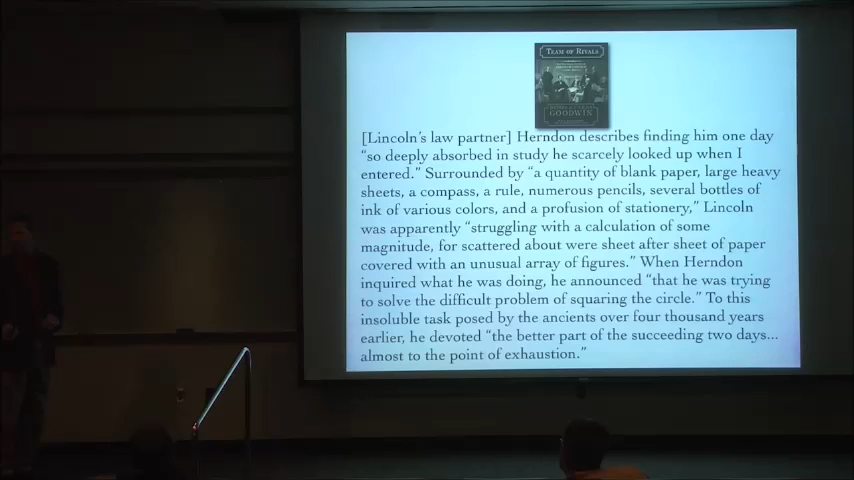 TEAM OF RIVALS
GOODWIN
[Lincoln's law partner] Herndon describes finding him one day
“so deeply absorbed in study he scarcely looked up when I
entered.” Surrounded by “a quantity of blank paper, large heavy
sheets, a compass, a rule, numerous pencils, several bottles of
ink of various colors, and a profusion of stationery,” Lincoln
was apparently “struggling with a calculation of some
magnitude, for scattered about were sheet after sheet of paper
covered with an unusual array of figures.” When Herndon
inquired what he was doing, he announced “that he was trying
to solve the difficult problem of squaring the circle.” To this
insoluble task posed by the ancients over four thousand years
earlier, he devoted “the better part of the succeeding two days...
almost to the point of exhaustion.”